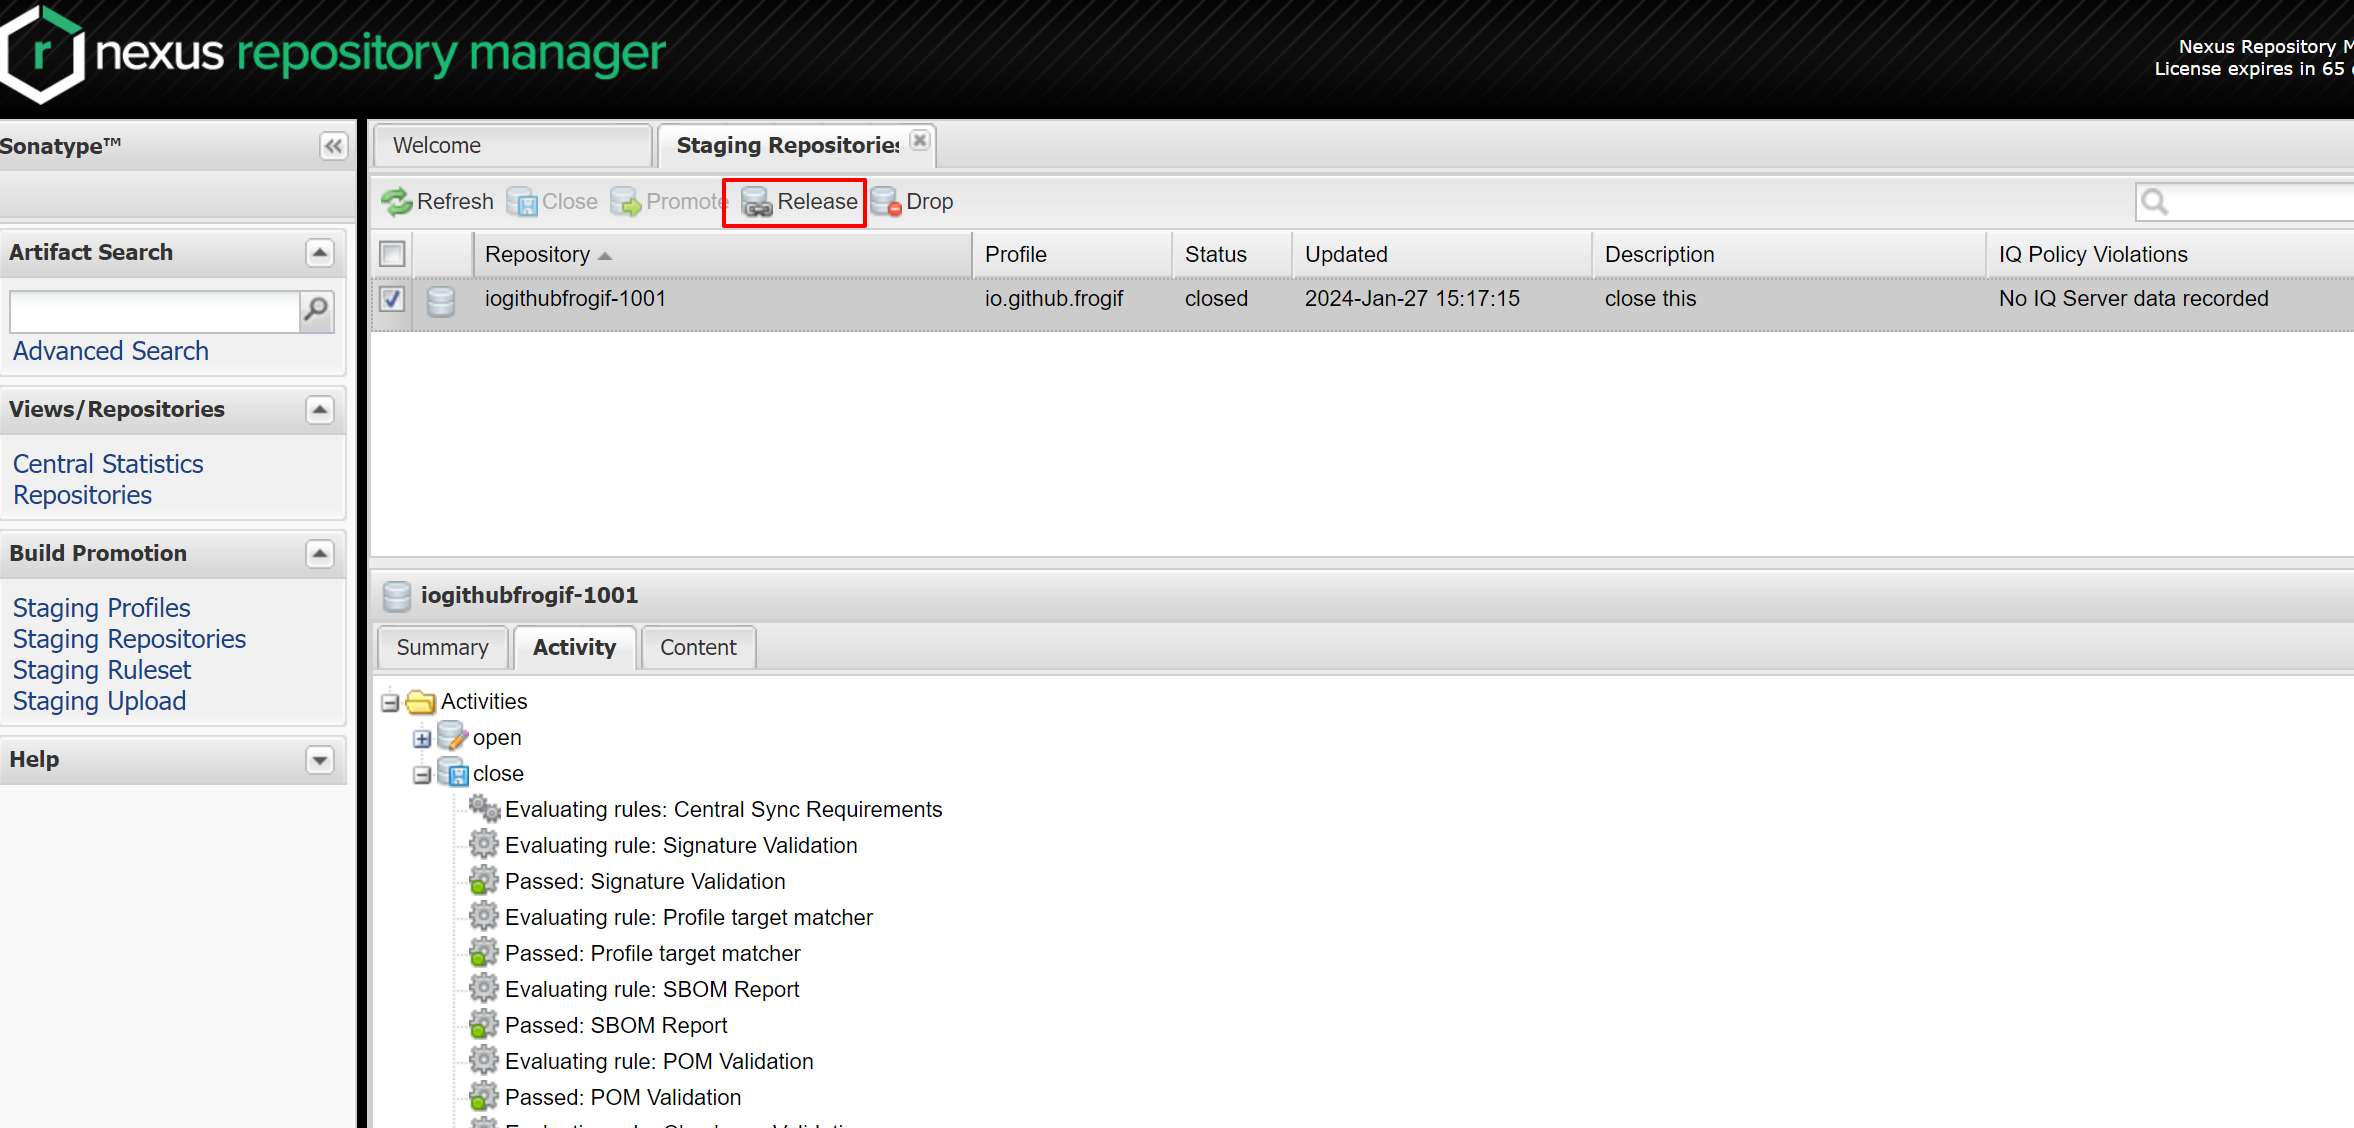 nexus repository manager
Nexus Repository
License expires in 65
Sonatype™
Welcome
Staging Repositories
Refresh Close Promote Release Drop
Artifact Search
Advanced Search
Views/Repositories
Central Statistics
Repositories
Build Promotion
Staging Profiles
Staging Repositories
Staging Ruleset
Staging Upload
Help
Repository Profile Status Updated Description IQ Policy Violations
iogithubfrogif-1001 io.github.frogif closed 2024-Jan-27 15:17:15 close this No IQ Server data recorded
iogithubfrogif-1001
Summary Activity Content
Activities
open
close
Evaluating rules: Central Sync Requirements
Evaluating rule: Signature Validation
Passed: Signature Validation
Evaluating rule: Profile target matcher
Passed: Profile target matcher
Evaluating rule: SBOM Report
Passed: SBOM Report
Evaluating rule: POM Validation
Passed: POM Validation